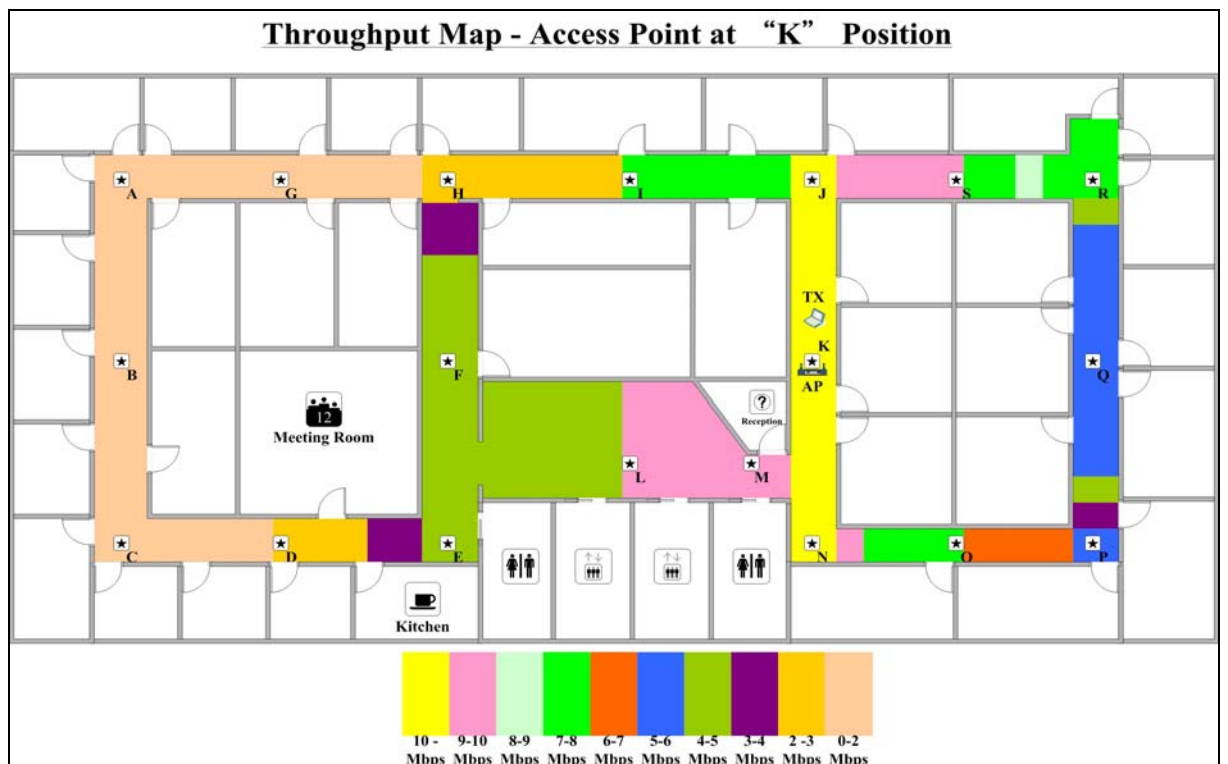 Throughput Map - Access Point at “K” Position
A
G
H
I
J
S
R
TX
K
AP
B
F
Q
12
Meeting Room
?
Reception
L
M
C
D
E
N
O
P
Kitchen
10 - 9-10 8-9 7-8 6-7 5-6 4-5 3-4 2 -3 0-2
Mbps Mbps Mbps Mbps Mbps Mbps Mbps Mbps Mbps Mbps